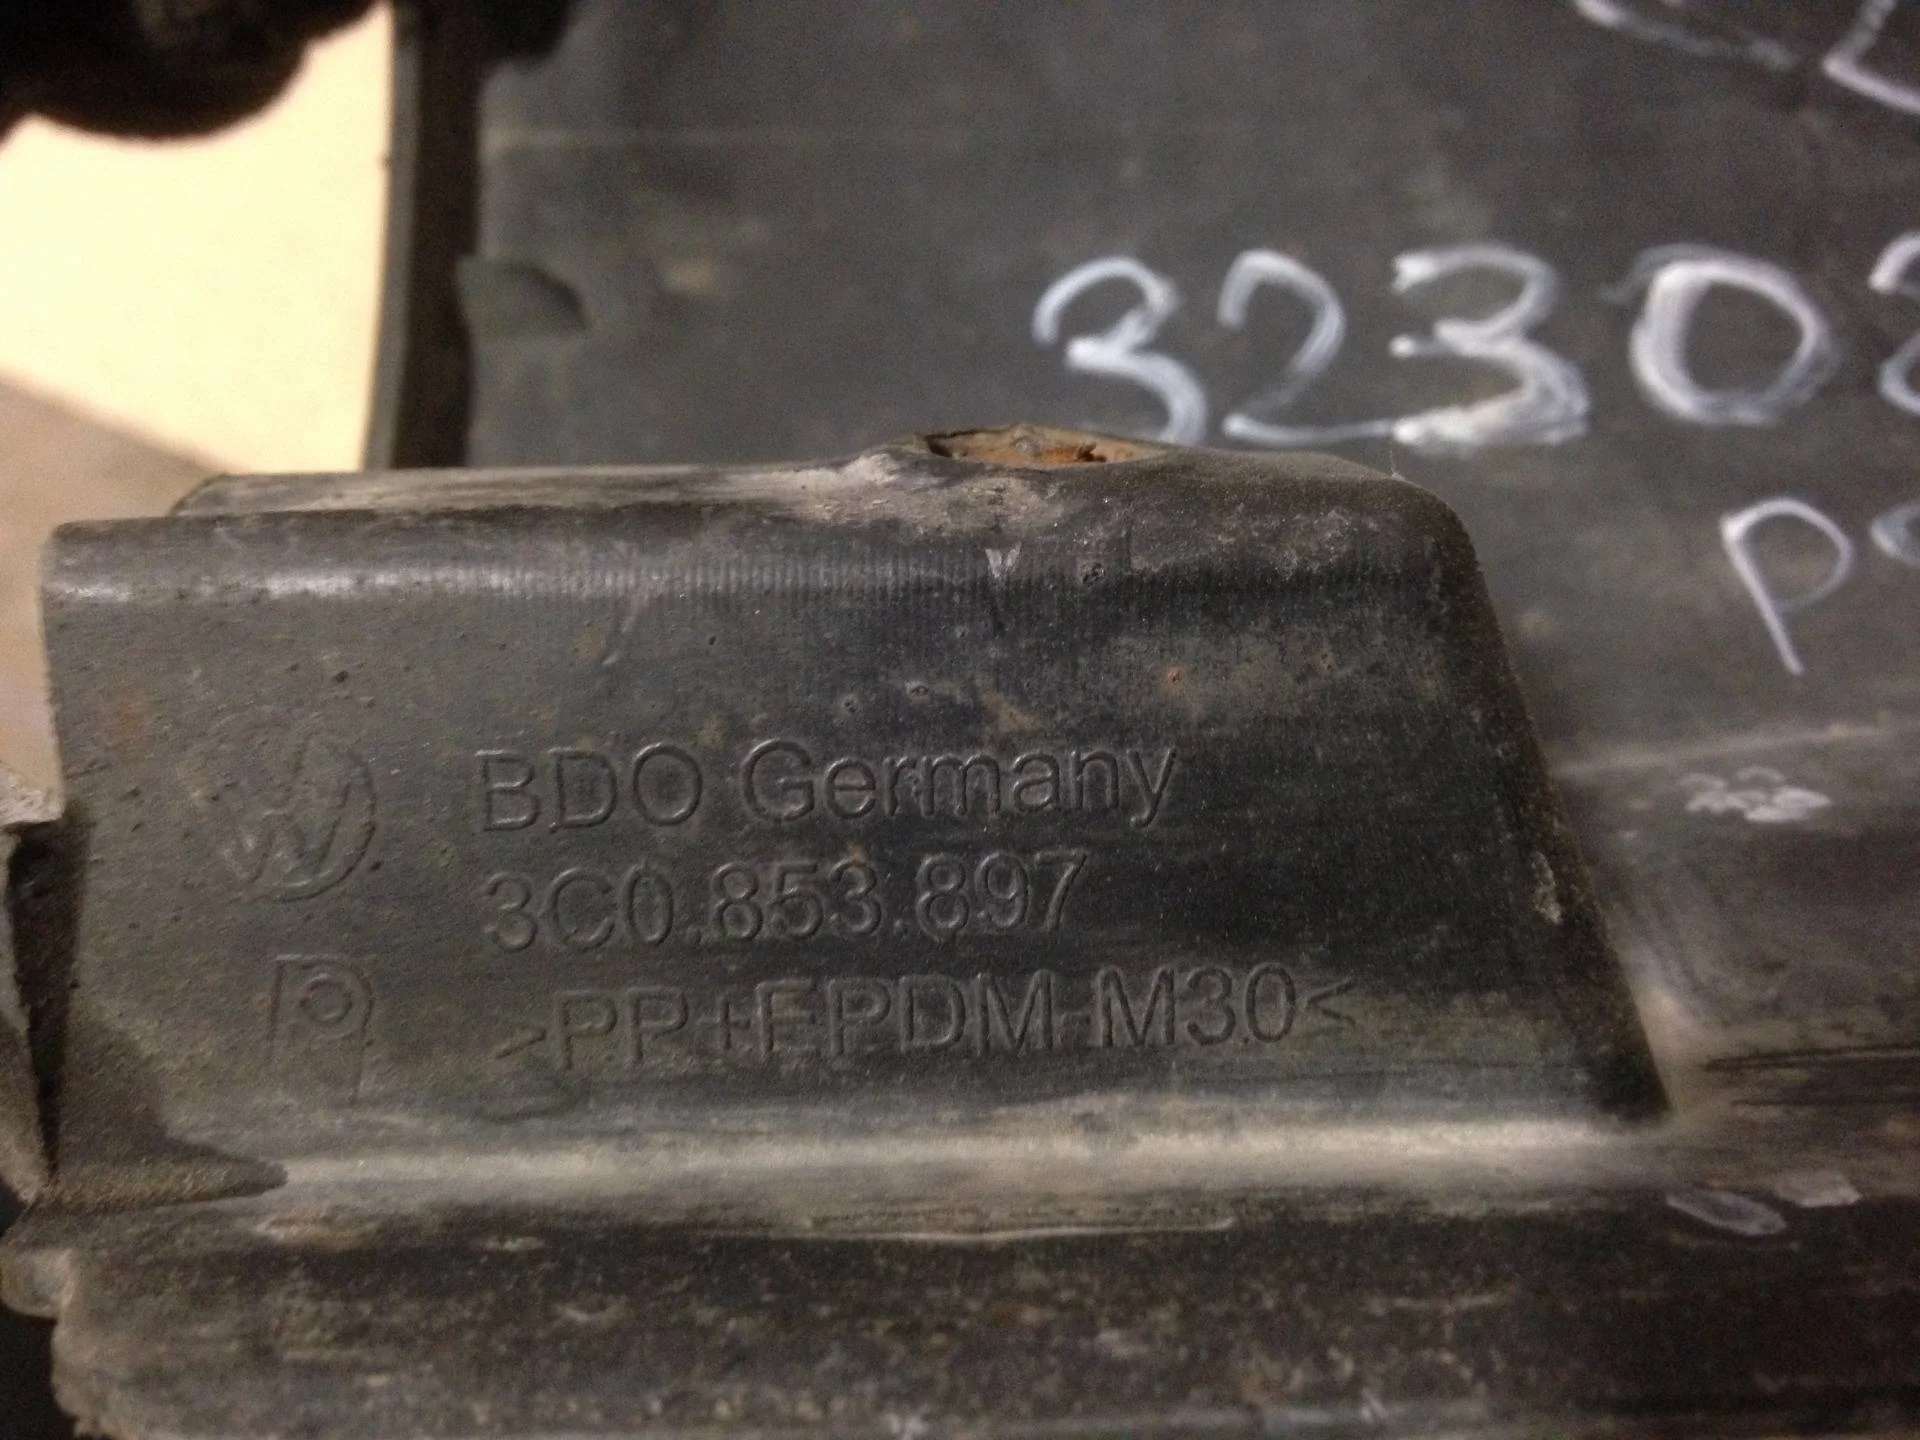 3230
BDO Germany
3C0.853.897
>PP+EPDM-M30<